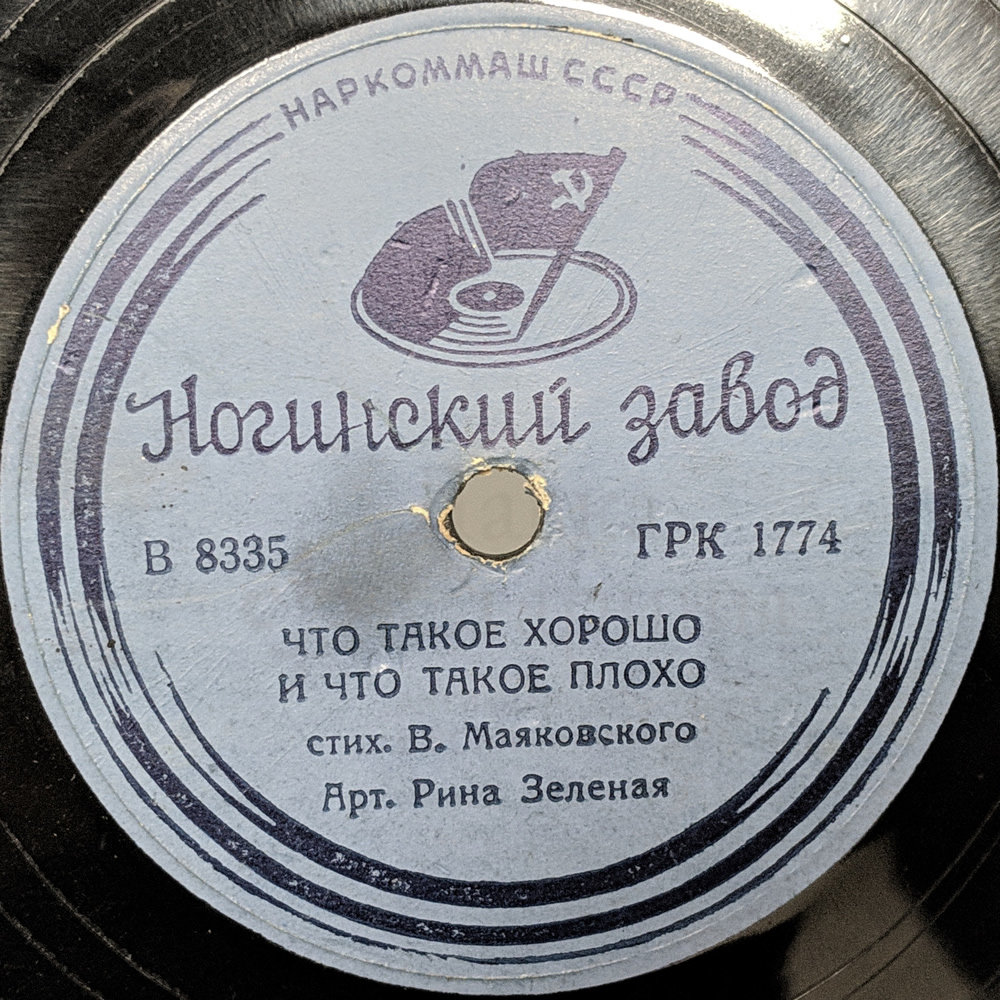 НАРКОММАШ СССР
Ногинский завод
В 8335
ГРК 1774
ЧТО ТАКОЕ ХОРОШО
И ЧТО ТАКОЕ ПЛОХО
стих. В. Маяковского
Арт. Рина Зеленая